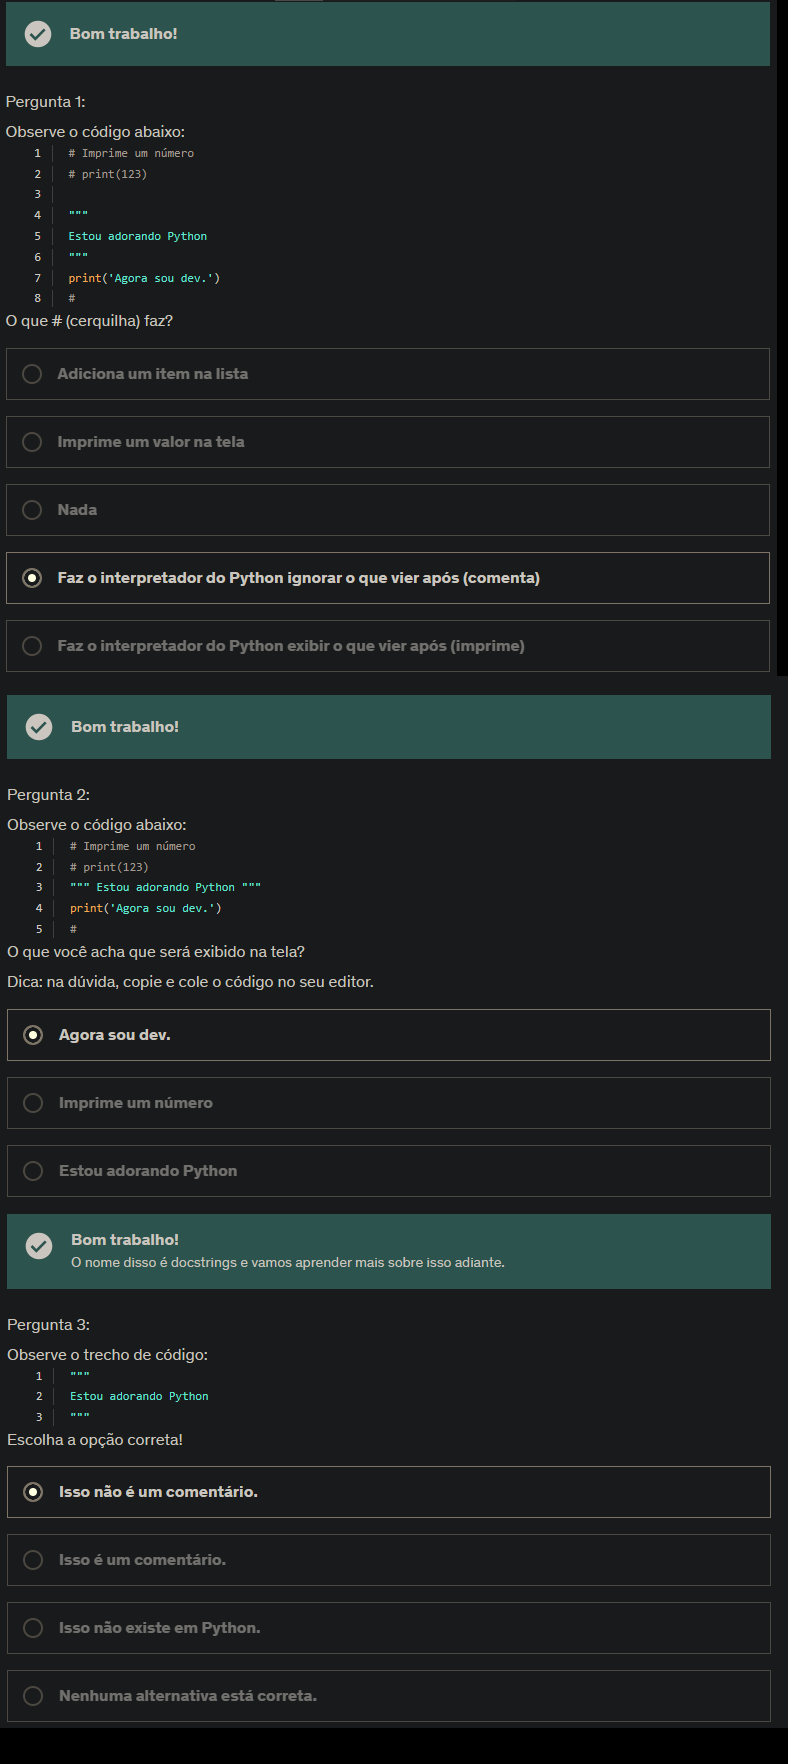 Bom trabalho!
Pergunta 1:
Observe o código abaixo:
1 # Imprime um número
2 # print(123)
3
4 """
5 Estou adorando Python
6 """
7 print('Agora sou dev.')
8 #
O que # (cerquilha) faz?
Adiciona um item na lista
Imprime um valor na tela
Nada
Faz o interpretador do Python ignorar o que vier após (comenta)
Faz o interpretador do Python exibir o que vier após (imprime)
Bom trabalho!
Pergunta 2:
Observe o código abaixo:
1 # Imprime um número
2 # print(123)
3 """ Estou adorando Python """
4 print('Agora sou dev.')
5 #
O que você acha que será exibido na tela?
Dica: na dúvida, copie e cole o código no seu editor.
Agora sou dev.
Imprime um número
Estou adorando Python
Bom trabalho!
O nome disso é docstrings e vamos aprender mais sobre isso adiante.
Pergunta 3:
Observe o trecho de código:
1 """
2 Estou adorando Python
3 """
Escolha a opção correta!
Isso não é um comentário.
Isso é um comentário.
Isso não existe em Python.
Nenhuma alternativa está correta.